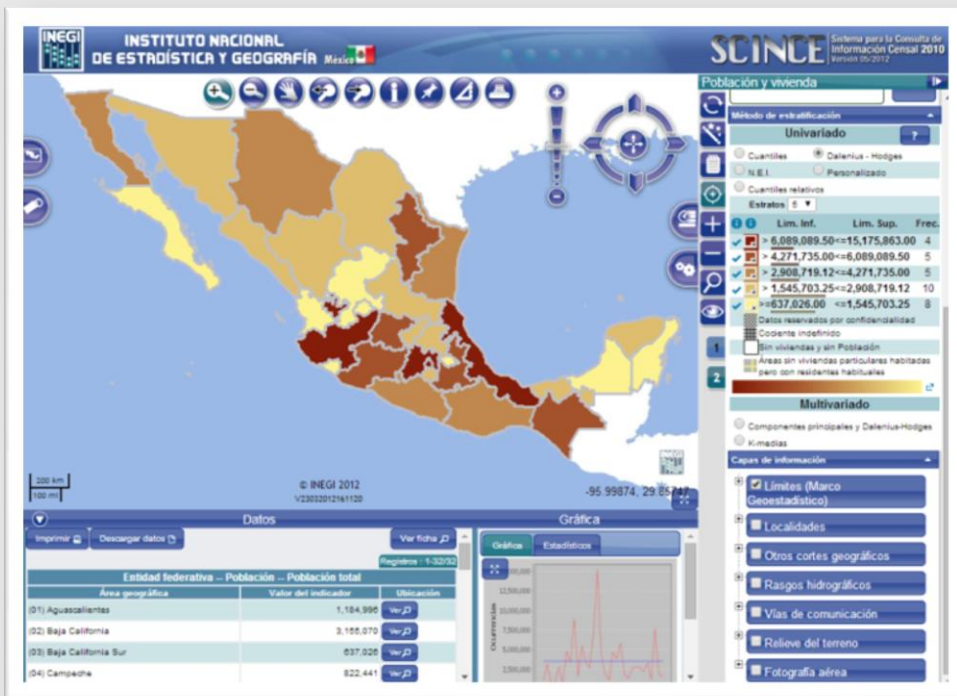 INEGI
INSTITUTO NACIONAL
DE ESTADÍSTICA Y GEOGRAFÍA México
SCINCE
Sistema para la Consulta de
Información Censal 2010
Versión 05/2012
Población y vivienda
Método de estratificación
Univariado
?
Cuantiles
Dalenius - Hodges
N.E.I.
Personalizado
Cuantiles relativos
Estratos 5
Lim. Inf. Lim. Sup. Frec.
> 6,089,089.50 <=15,175,863.00 4
> 4,271,735.00 <=6,089,089.50 5
> 2,908,719.12 <=4,271,735.00 5
> 1,545,703.25 <=2,908,719.12 10
>=637,026.00 <=1,545,703.25 8
Datos reservados por confidencialidad
Cociente indefinido
Sin viviendas y sin Población
Áreas sin viviendas particulares habitadas
pero con residentes habituales
1
2
Multivariado
Componentes principales y Dalenius-Hodges
K-medias
Capas de información
Límites (Marco
Geoestadístico)
Localidades
Otros cortes geográficos
Rasgos hidrográficos
Vías de comunicación
Relieve del terreno
Fotografía aérea
200 km
100 mi
© INEGI 2012
V23032012161120
-95.99874, 29.85747
Datos
Imprimir
Descargar datos
Ver ficha
Registros : 1-32/32
Entidad federativa -- Población -- Población total
Área geográfica Valor del indicador Ubicación
(01) Aguascalientes 1,184,996 Ver
(02) Baja California 3,155,070 Ver
(03) Baja California Sur 637,026 Ver
(04) Campeche 822,441 Ver
Gráfica
Gráfica
Estadísticos
Ocurrencias
12,500,000
7,500,000
5,000,000
2,500,000